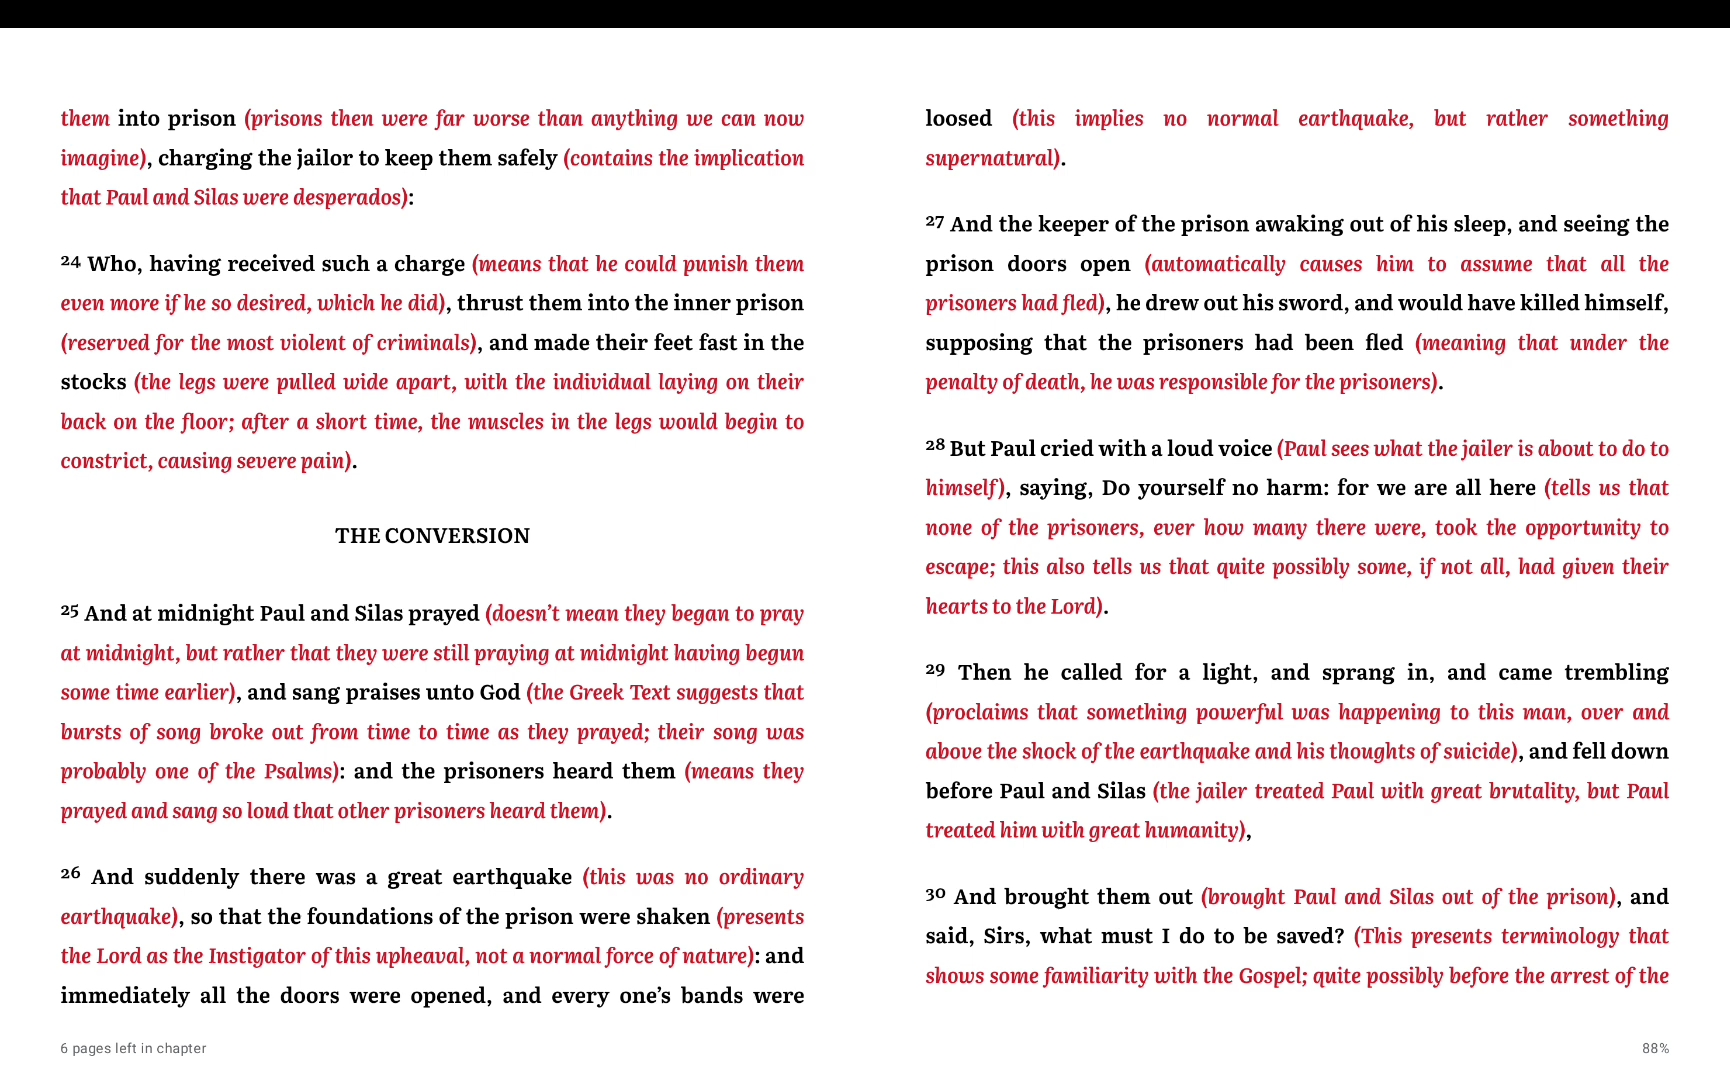 them into prison (prisons then were far worse than anything we can now
imagine), charging the jailor to keep them safely (contains the implication
that Paul and Silas were desperados):
24 Who, having received such a charge (means that he could punish them
even more if he so desired, which he did), thrust them into the inner prison
(reserved for the most violent of criminals), and made their feet fast in the
stocks (the legs were pulled wide apart, with the individual laying on their
back on the floor; after a short time, the muscles in the legs would begin to
constrict, causing severe pain).
THE CONVERSION
25 And at midnight Paul and Silas prayed (doesn’t mean they began to pray
at midnight, but rather that they were still praying at midnight having begun
some time earlier), and sang praises unto God (the Greek Text suggests that
bursts of song broke out from time to time as they prayed; their song was
probably one of the Psalms): and the prisoners heard them (means they
prayed and sang so loud that other prisoners heard them).
26 And suddenly there was a great earthquake (this was no ordinary
earthquake), so that the foundations of the prison were shaken (presents
the Lord as the Instigator of this upheaval, not a normal force of nature): and
immediately all the doors were opened, and every one’s bands were
loosed (this implies no normal earthquake, but rather something
supernatural).
27 And the keeper of the prison awaking out of his sleep, and seeing the
prison doors open (automatically causes him to assume that all the
prisoners had fled), he drew out his sword, and would have killed himself,
supposing that the prisoners had been fled (meaning that under the
penalty of death, he was responsible for the prisoners).
28 But Paul cried with a loud voice (Paul sees what the jailer is about to do to
himself), saying, Do yourself no harm: for we are all here (tells us that
none of the prisoners, ever how many there were, took the opportunity to
escape; this also tells us that quite possibly some, if not all, had given their
hearts to the Lord).
29 Then he called for a light, and sprang in, and came trembling
(proclaims that something powerful was happening to this man, over and
above the shock of the earthquake and his thoughts of suicide), and fell down
before Paul and Silas (the jailer treated Paul with great brutality, but Paul
treated him with great humanity),
30 And brought them out (brought Paul and Silas out of the prison), and
said, Sirs, what must I do to be saved? (This presents terminology that
shows some familiarity with the Gospel; quite possibly before the arrest of the
6 pages left in chapter
88%